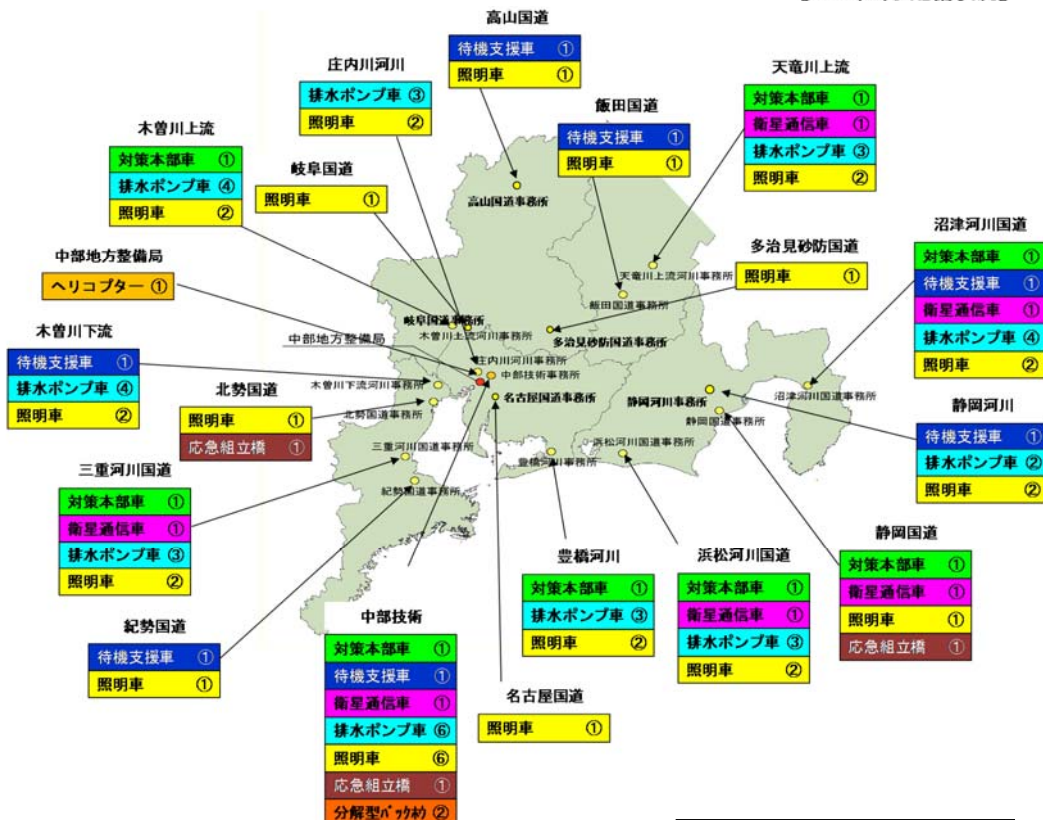 高山国道
待機支援車 ①
照明車 ①
庄内川河川
排水ポンプ車 ③
照明車 ②
天竜川上流
対策本部車 ①
衛星通信車 ①
排水ポンプ車 ③
照明車 ②
飯田国道
待機支援車 ①
照明車 ①
木曽川上流
対策本部車 ①
排水ポンプ車 ④
照明車 ②
岐阜国道
照明車 ①
沼津河川国道
対策本部車 ①
待機支援車 ①
衛星通信車 ①
排水ポンプ車 ④
照明車 ②
多治見砂防国道
照明車 ①
中部地方整備局
ヘリコプター ①
木曽川下流
待機支援車 ①
排水ポンプ車 ④
照明車 ②
北勢国道
照明車 ①
応急組立橋 ①
高山国道事務所
天竜川上流河川事務所
飯田国道事務所
岐阜国道事務所
木曽川上流河川事務所
多治見砂防国道事務所
中部地方整備局
庄内川河川事務所
中部技術事務所
木曽川下流河川事務所
北勢国道事務所
名古屋国道事務所
静岡河川事務所
静岡国道事務所
沼津河川国道事務所
三重河川国道事務所
浜松河川国道事務所
豊橋河川事務所
紀勢国道事務所
静岡河川
待機支援車 ①
排水ポンプ車 ②
照明車 ②
三重河川国道
対策本部車 ①
衛星通信車 ①
排水ポンプ車 ③
照明車 ②
静岡国道
対策本部車 ①
衛星通信車 ①
照明車 ①
応急組立橋 ①
豊橋河川
対策本部車 ①
排水ポンプ車 ③
照明車 ②
浜松河川国道
対策本部車 ①
衛星通信車 ①
排水ポンプ車 ③
照明車 ②
紀勢国道
待機支援車 ①
照明車 ①
中部技術
対策本部車 ①
待機支援車 ①
衛星通信車 ①
排水ポンプ車 ⑥
照明車 ⑥
応急組立橋 ①
分解型ﾊﾞｯｸﾎｳ ②
名古屋国道
照明車 ①